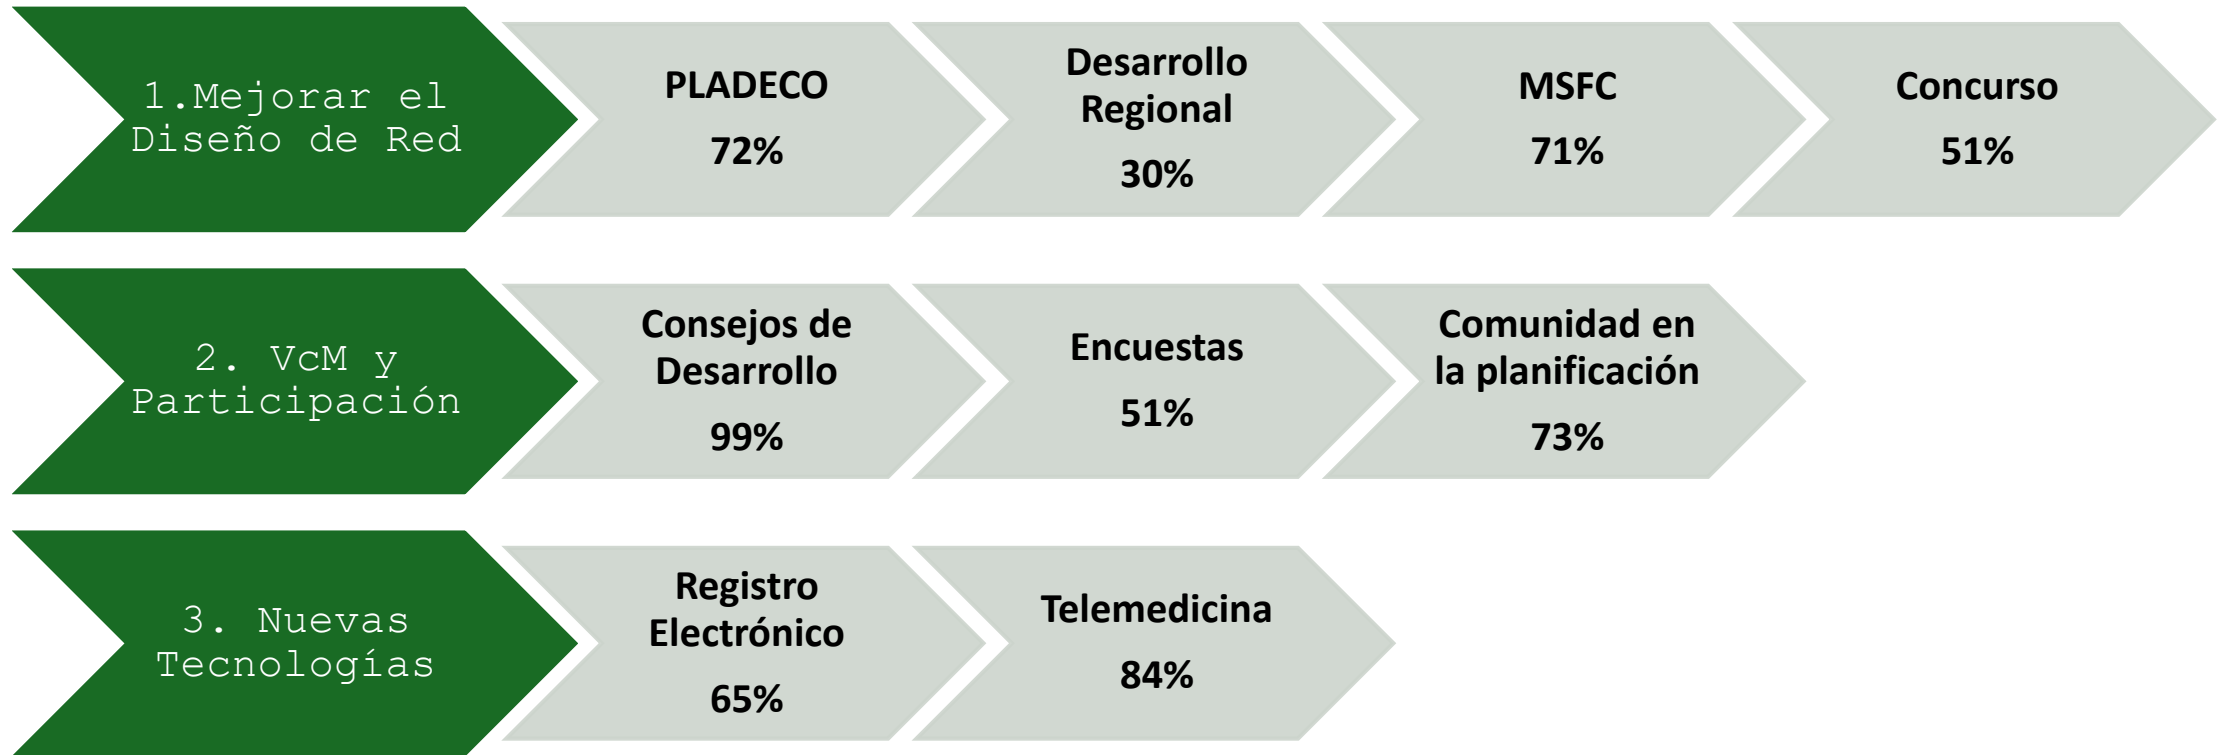 1.Mejorar el
Diseño de Red
PLADECO
72%
Desarrollo
Regional
30%
MSFC
71%
Concurso
51%
2. VcM y
Participación
Consejos de
Desarrollo
99%
Encuestas
51%
Comunidad en
la planificación
73%
3. Nuevas
Tecnologías
Registro
Electrónico
65%
Telemedicina
84%